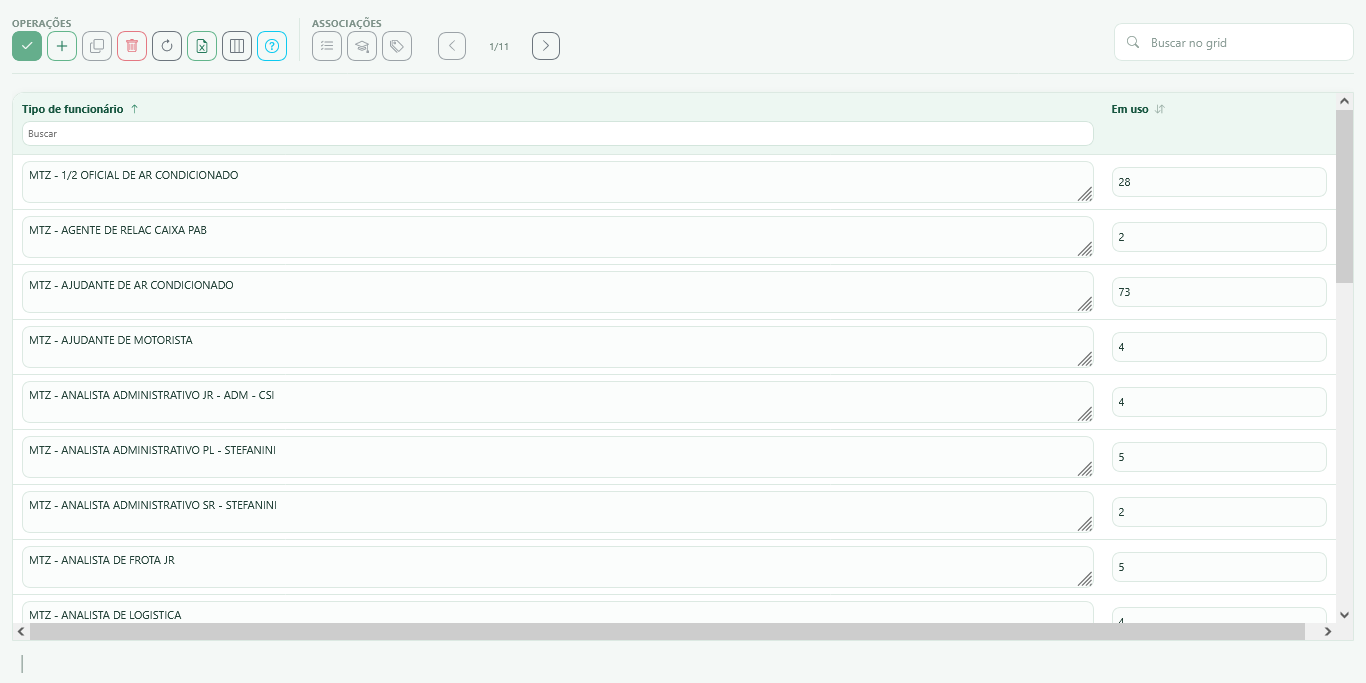 OPERAÇÕES
ASSOCIAÇÕES
1/11
Buscar no grid
Tipo de funcionário
Em uso
Buscar
MTZ - 1/2 OFICIAL DE AR CONDICIONADO
28
MTZ - AGENTE DE RELAC CAIXA PAB
2
MTZ - AJUDANTE DE AR CONDICIONADO
73
MTZ - AJUDANTE DE MOTORISTA
4
MTZ - ANALISTA ADMINISTRATIVO JR - ADM - CSI
4
MTZ - ANALISTA ADMINISTRATIVO PL - STEFANINI
5
MTZ - ANALISTA ADMINISTRATIVO SR - STEFANINI
2
MTZ - ANALISTA DE FROTA JR
5
MTZ - ANALISTA DE LOGISTICA
4